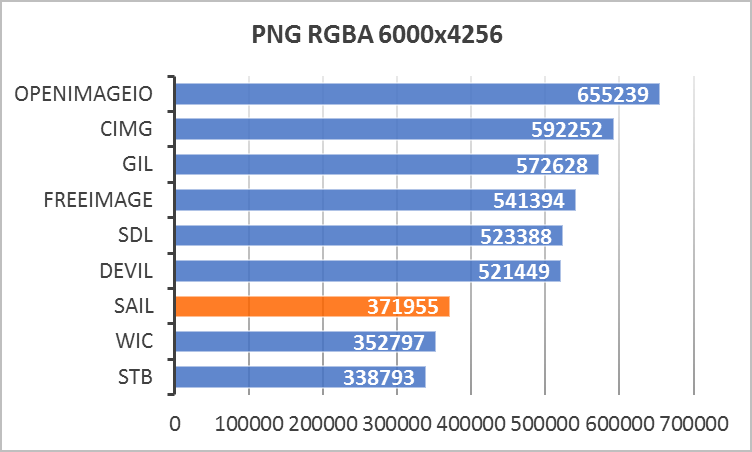 PNG RGBA 6000x4256
OPENIMAGEIO 655239
CIMG 592252
GIL 572628
FREEIMAGE 541394
SDL 523388
DEVIL 521449
SAIL 371955
WIC 352797
STB 338793
0 100000 200000 300000 400000 500000 600000 700000